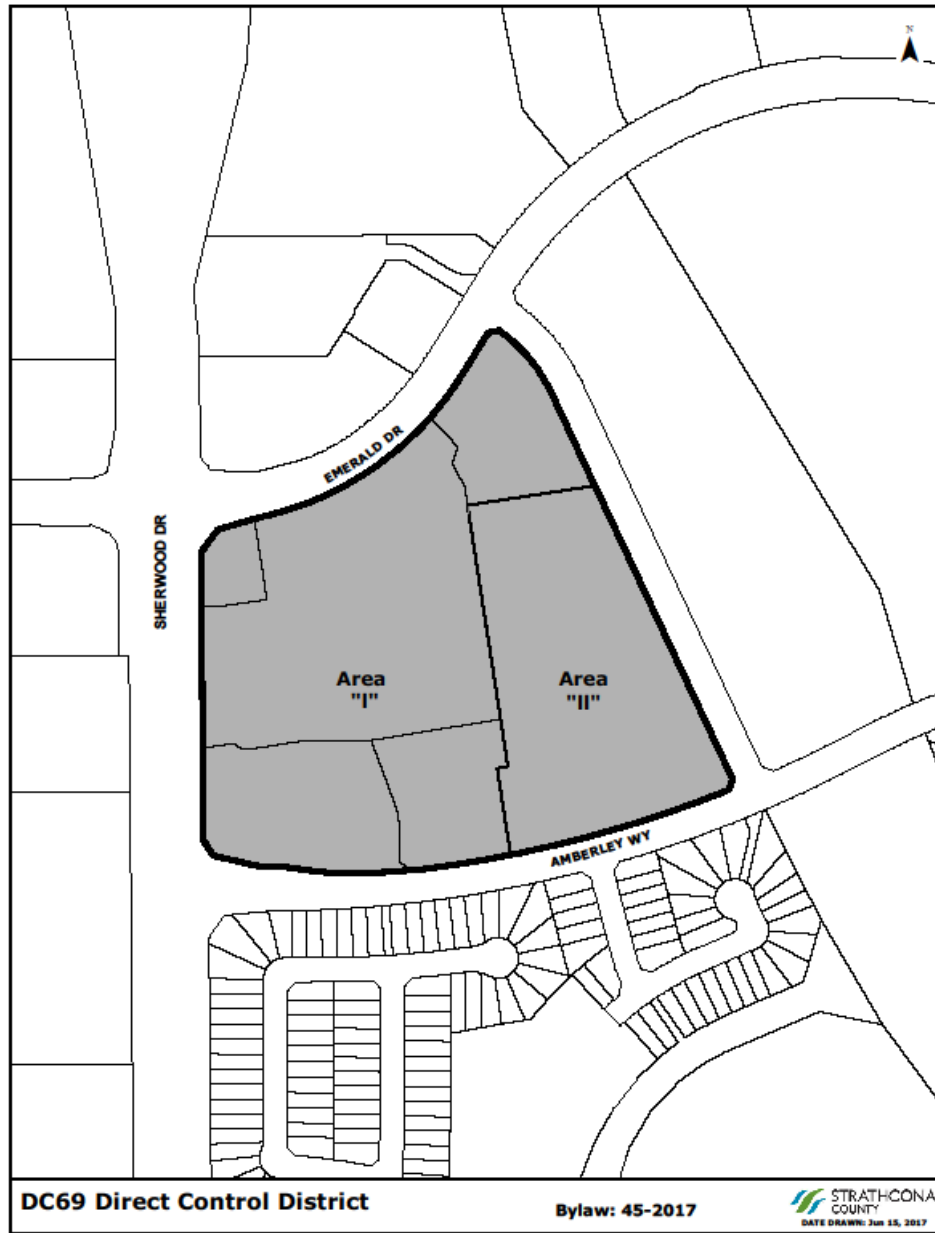 N
EMERALD DR
SHERWOOD DR
Area
"I"
Area
"II"
AMBERLEY WY
DC69 Direct Control District
Bylaw: 45-2017
STRATHCONA
COUNTY
DATE DRAWN: Jun 15, 2017